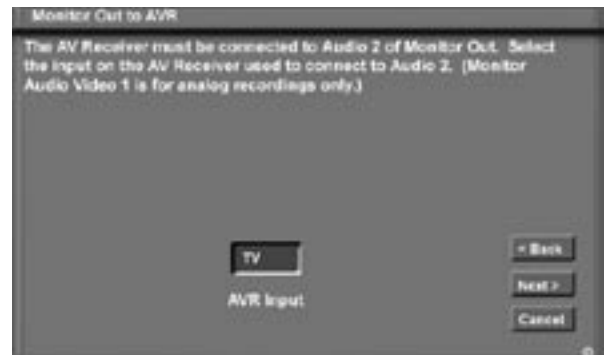 Monitor Out to AVR
The AV Receiver must be connected to Audio 2 of Monitor Out. Select
the input on the AV Receiver used to connect to Audio 2. (Monitor
Audio Video 1 is for analog recordings only.)
TV
AVR Input
< Back
Next >
Cancel